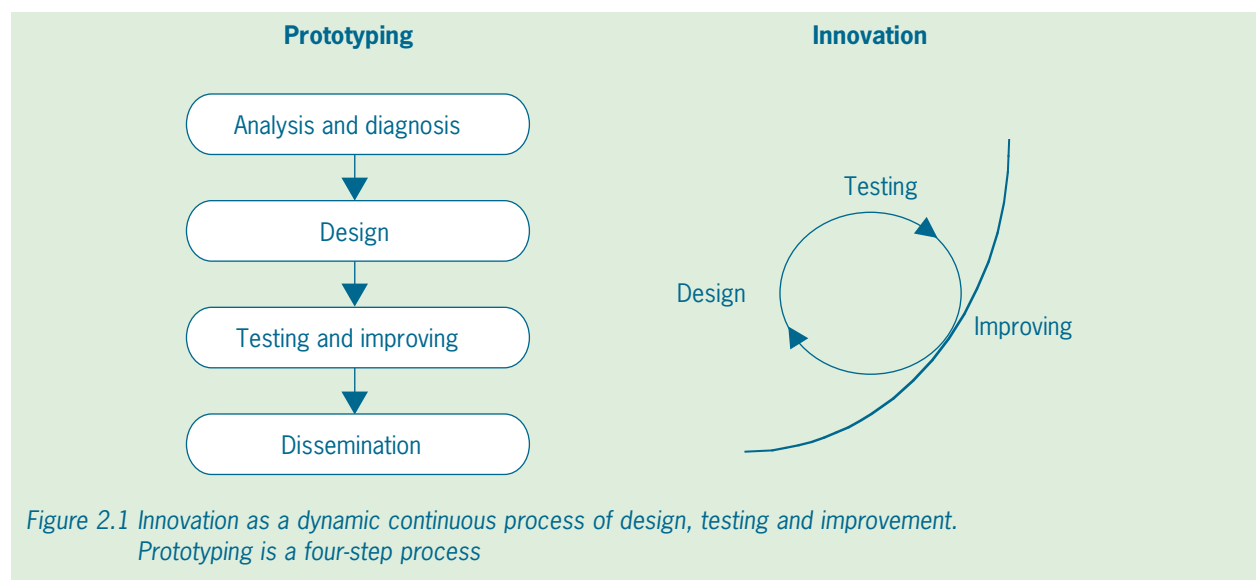 Prototyping
Analysis and diagnosis
Design
Testing and improving
Dissemination
Innovation
Testing
Design
Improving
Figure 2.1 Innovation as a dynamic continuous process of design, testing and improvement.
Prototyping is a four-step process